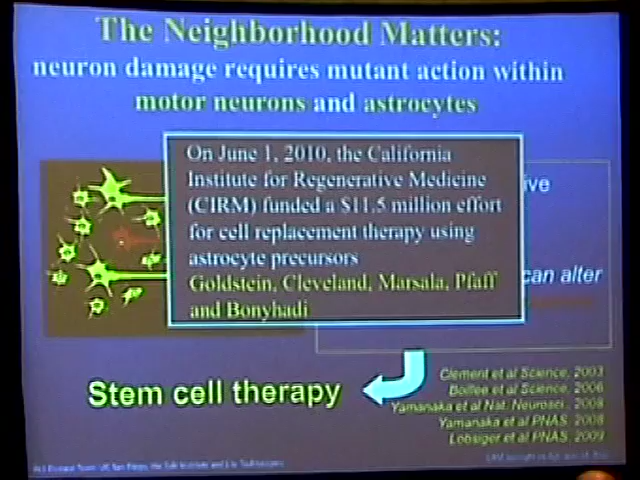 The Neighborhood Matters:
neuron damage requires mutant action within
motor neurons and astrocytes
On June 1, 2010, the California
Institute for Regenerative Medicine
(CIRM) funded a $11.5 million effort
for cell replacement therapy using
astrocyte precursors
Goldstein, Cleveland, Marsala, Pfaff
and Bonyhadi
ive
can alter
Stem cell therapy
Clement et al Science, 2003
Boillee et al Science, 2006
Yamanaka et al Nat. Neurosci., 2008
Yamanaka et al PNAS, 2008
Lobsiger et al PNAS, 2009